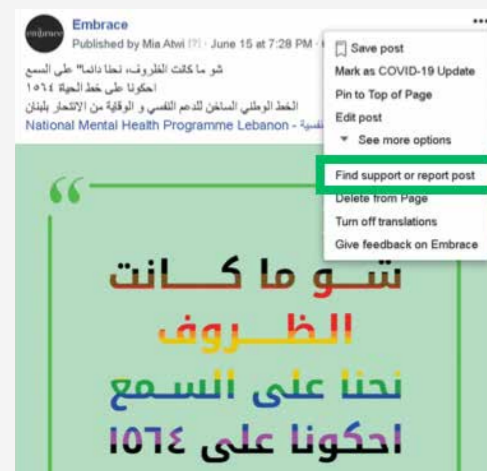 embrace
Embrace
Published by Mia Atwi [?] · June 15 at 7:28 PM ·
شو ما كانت الظروف، نحنا دائما" على السمع
احكونا على خط الحياة ١٥٦٤
الخط الوطني الساخن للدعم النفسي و الوقاية من الانتحار بلبنان
National Mental Health Programme Lebanon -
Save post
Mark as COVID-19 Update
Pin to Top of Page
Edit post
See more options
Find support or report post
Delete from Page
Turn off translations
Give feedback on Embrace
شو ما كانت
الظروف
نحنا على السمع
احكونا على ١٥٦٤